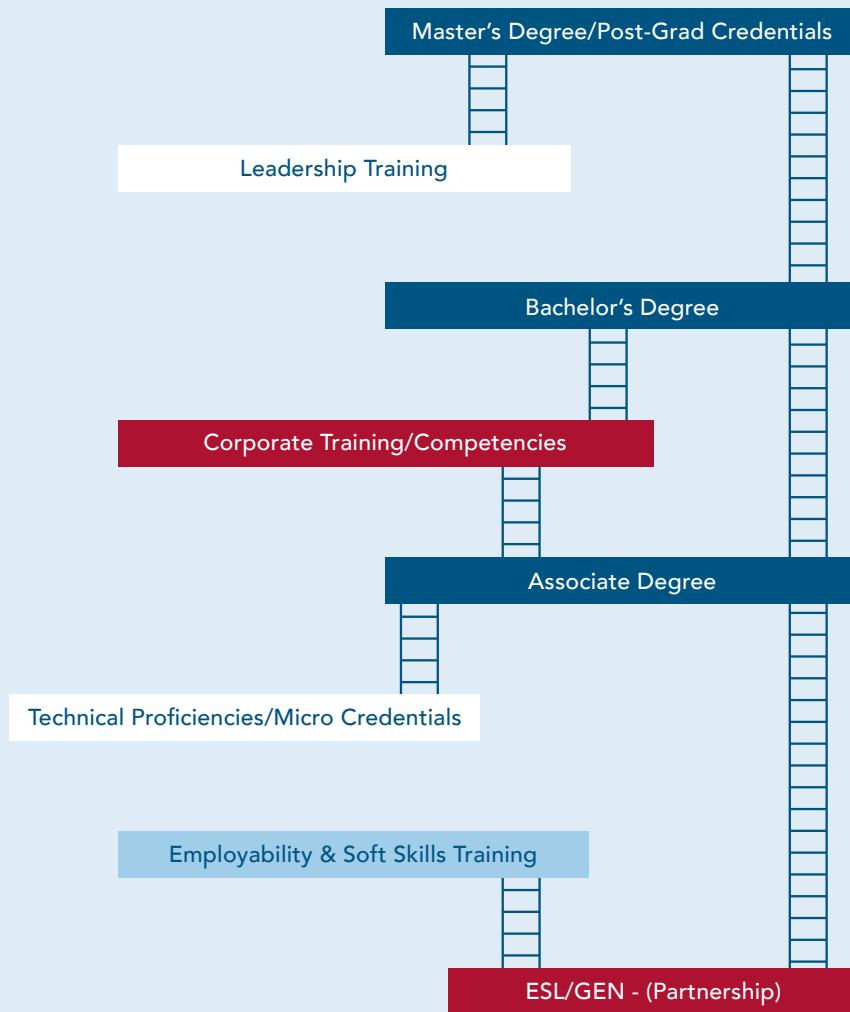 Master’s Degree/Post-Grad Credentials
Leadership Training
Bachelor’s Degree
Corporate Training/Competencies
Associate Degree
Technical Proficiencies/Micro Credentials
Employability & Soft Skills Training
ESL/GEN - (Partnership)